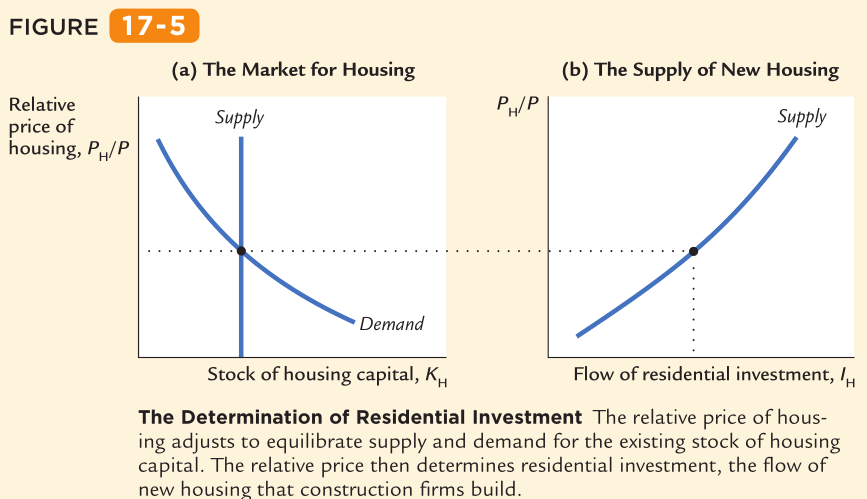 FIGURE 17-5
(a) The Market for Housing
Relative
price of
housing, PH/P
Supply
Demand
Stock of housing capital, KH
(b) The Supply of New Housing
PH/P
Supply
Flow of residential investment, IH
The Determination of Residential Investment The relative price of hous-
ing adjusts to equilibrate supply and demand for the existing stock of housing
capital. The relative price then determines residential investment, the flow of
new housing that construction firms build.